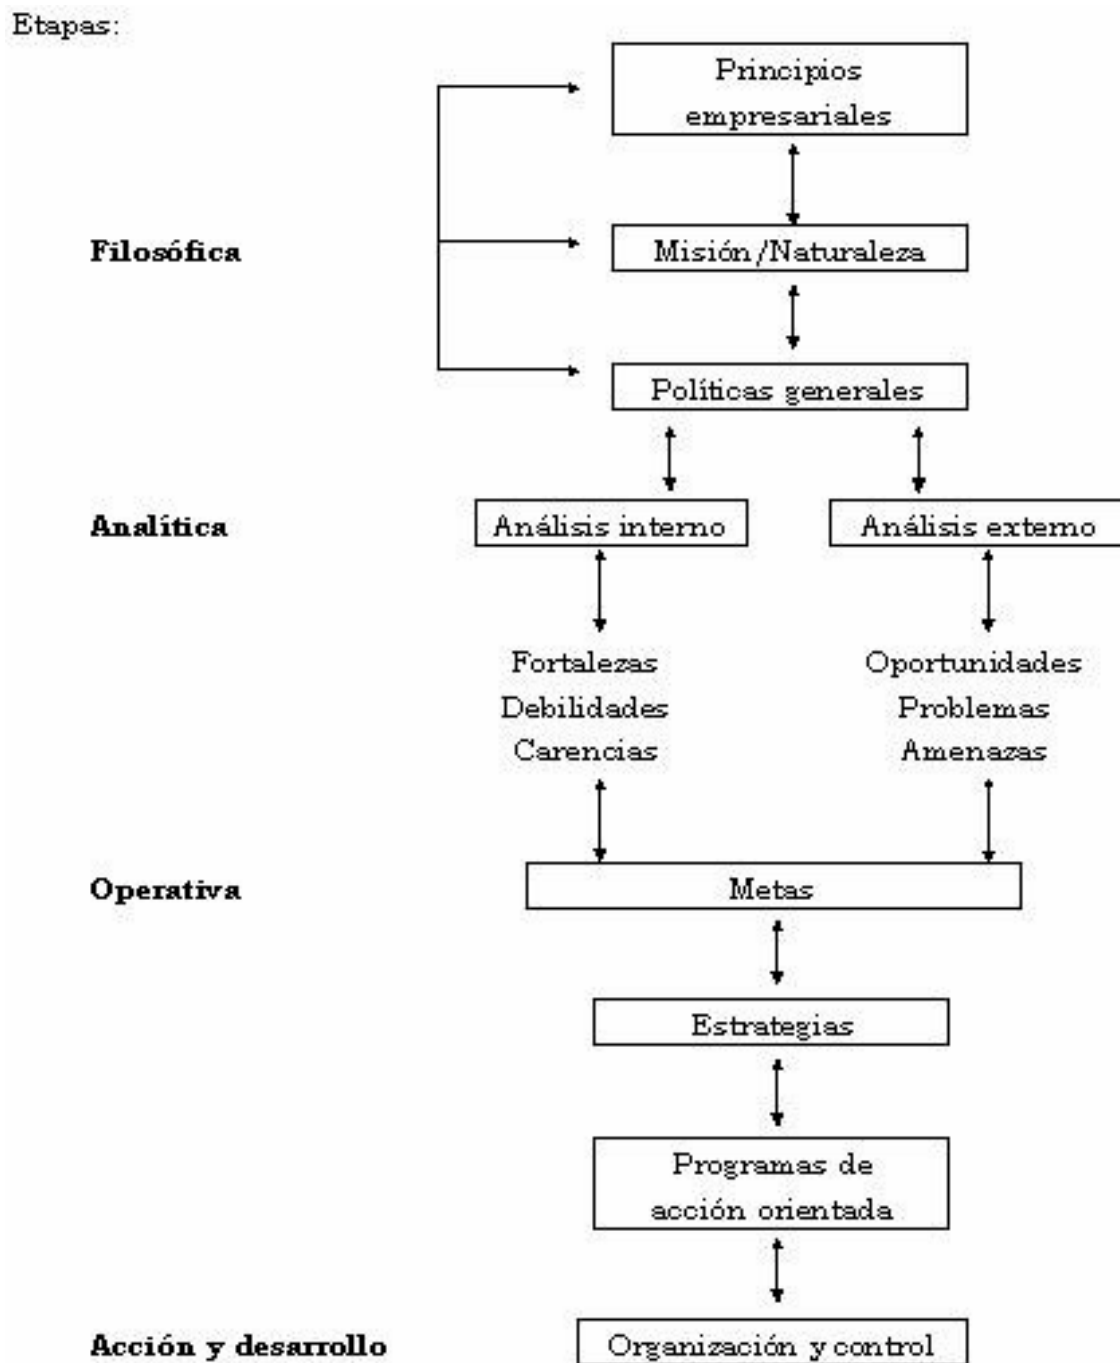 Etapas:
Principios
empresariales
Filosófica
Misión/Naturaleza
Políticas generales
Analítica
Análisis interno
Análisis externo
Fortalezas
Debilidades
Carencias
Oportunidades
Problemas
Amenazas
Operativa
Metas
Estrategias
Programas de
acción orientada
Acción y desarrollo
Organización y control